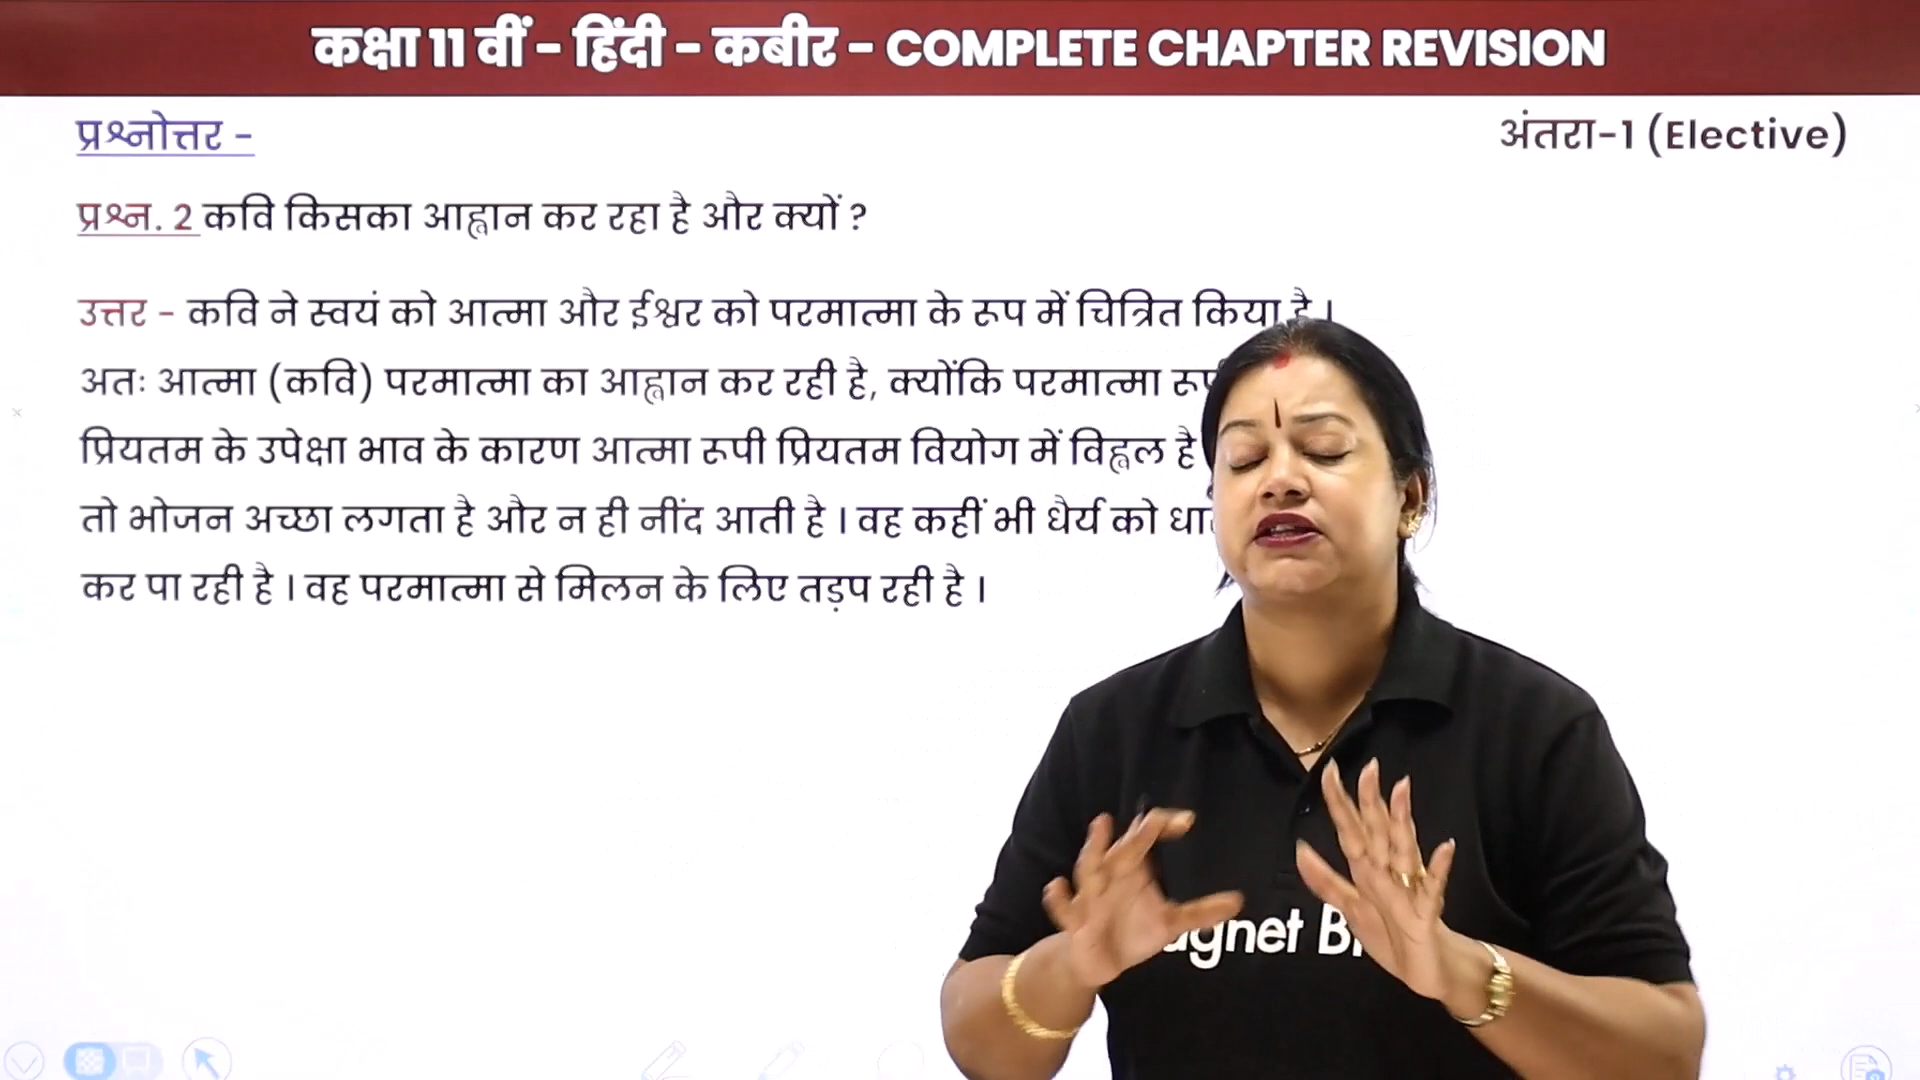 कक्षा 11 वीं - हिंदी - कबीर - COMPLETE CHAPTER REVISION
प्रश्नोत्तर -
अंतरा-1 (Elective)
प्रश्न. 2 कवि किसका आह्वान कर रहा है और क्यों ?
उत्तर - कवि ने स्वयं को आत्मा और ईश्वर को परमात्मा के रूप में चित्रित किया है ।
अतः आत्मा (कवि) परमात्मा का आह्वान कर रही है, क्योंकि परमात्मा
प्रियतम के उपेक्षा भाव के कारण आत्मा रूपी प्रियतम वियोग में विह्वल है
तो भोजन अच्छा लगता है और न ही नींद आती है । वह कहीं भी धैर्य को
कर पा रही है । वह परमात्मा से मिलन के लिए तड़प रही है ।